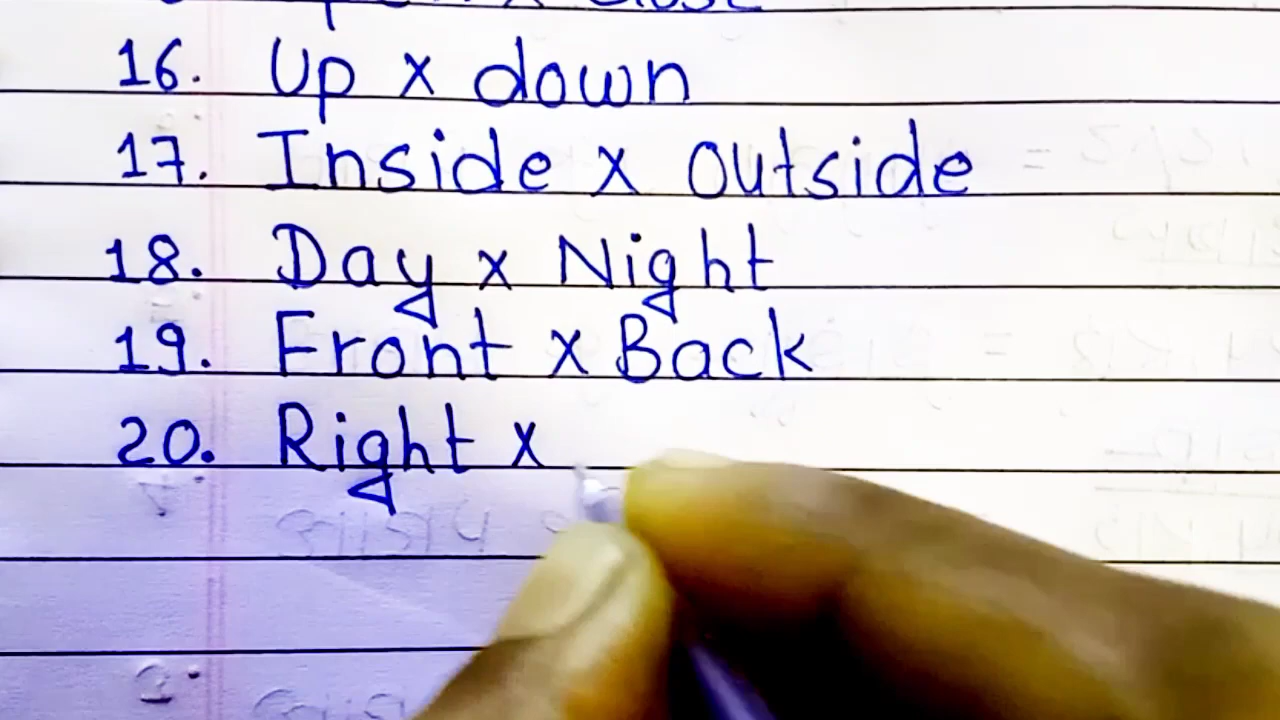 16. Up x down
17. Inside x Outside
18. Day x Night
19. Front x Back
20. Right x